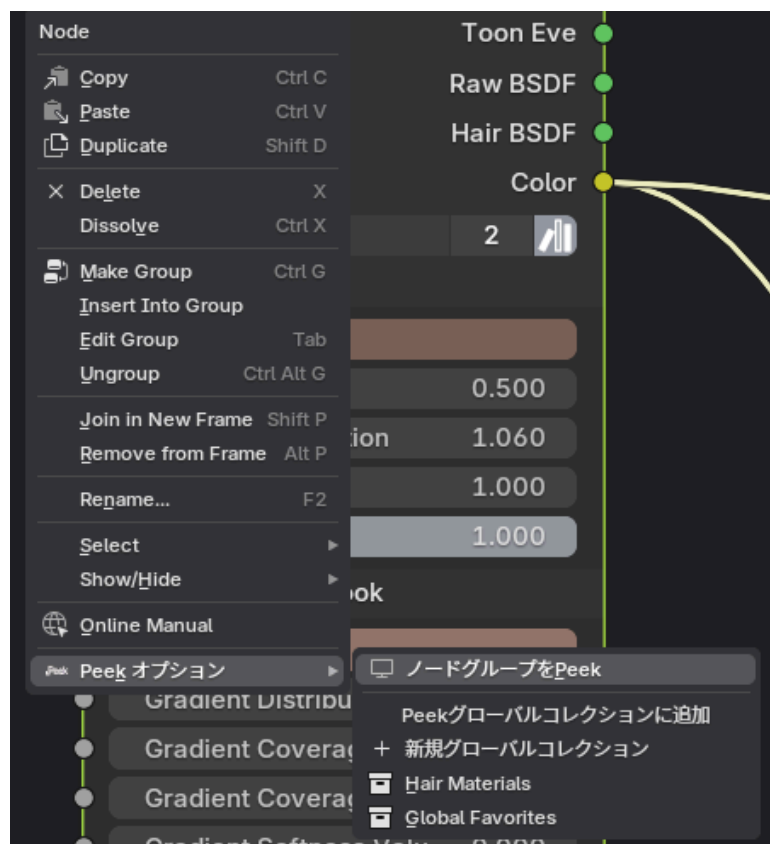 Node
Copy Ctrl C
Paste Ctrl V
Duplicate Shift D
Delete X
Dissolve Ctrl X
Make Group Ctrl G
Insert Into Group
Edit Group Tab
Ungroup Ctrl Alt G
Join in New Frame Shift P
Remove from Frame Alt P
Rename... F2
Select
Show/Hide
Online Manual
Peek Peek オプション
ノードグループをPeek
Peekグローバルコレクションに追加
新規グローバルコレクション
Hair Materials
Global Favorites
Toon Eve
Raw BSDF
Hair BSDF
Color
2
0.500
tion 1.060
1.000
1.000
ook
Gradient Distribu
Gradient Coverag
Gradient Coverag